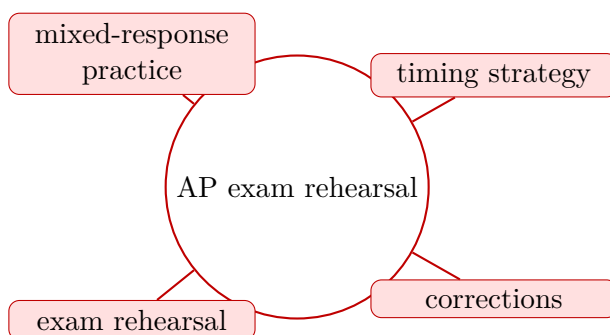 mixed-response
practice
timing strategy
AP exam rehearsal
exam rehearsal
corrections